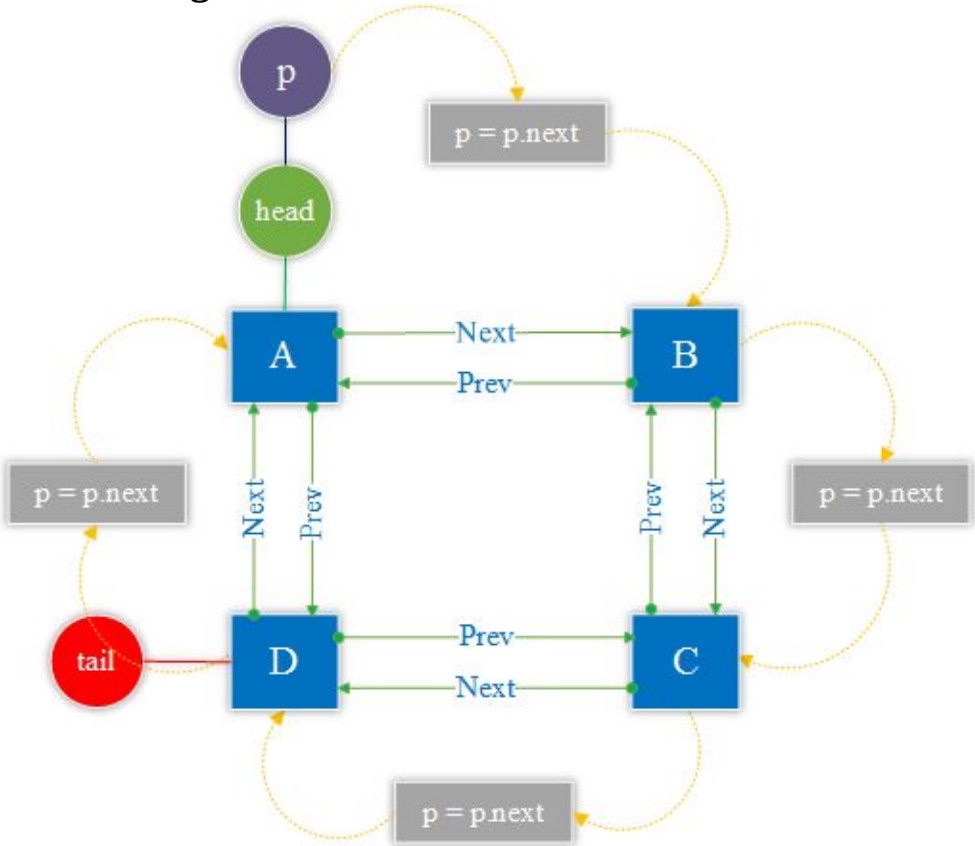 p
p = p.next
head
A
Next
B
Prev
p = p.next
Next
Prev
Prev
Next
p = p.next
tail
D
Prev
C
Next
p = p.next